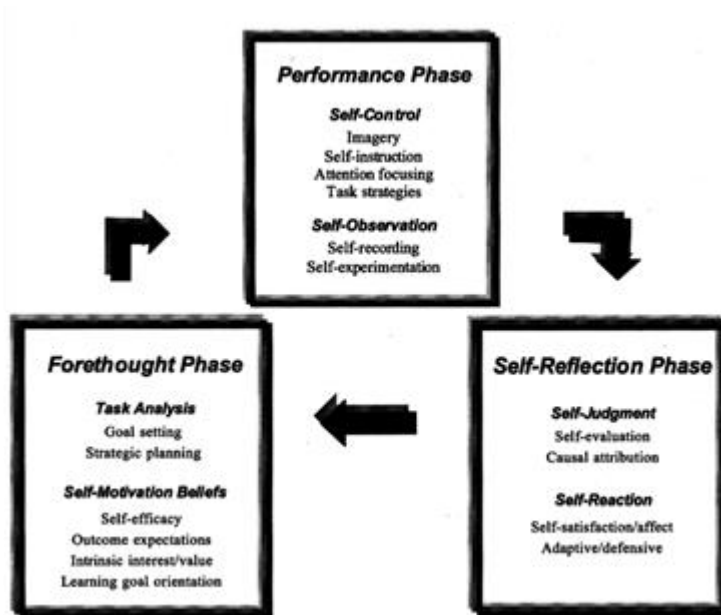 Performance Phase
Self-Control
Imagery
Self-instruction
Attention focusing
Task strategies
Self-Observation
Self-recording
Self-experimentation
Forethought Phase
Task Analysis
Goal setting
Strategic planning
Self-Motivation Beliefs
Self-efficacy
Outcome expectations
Intrinsic interest/value
Learning goal orientation
Self-Reflection Phase
Self-Judgment
Self-evaluation
Causal attribution
Self-Reaction
Self-satisfaction/affect
Adaptive/defensive